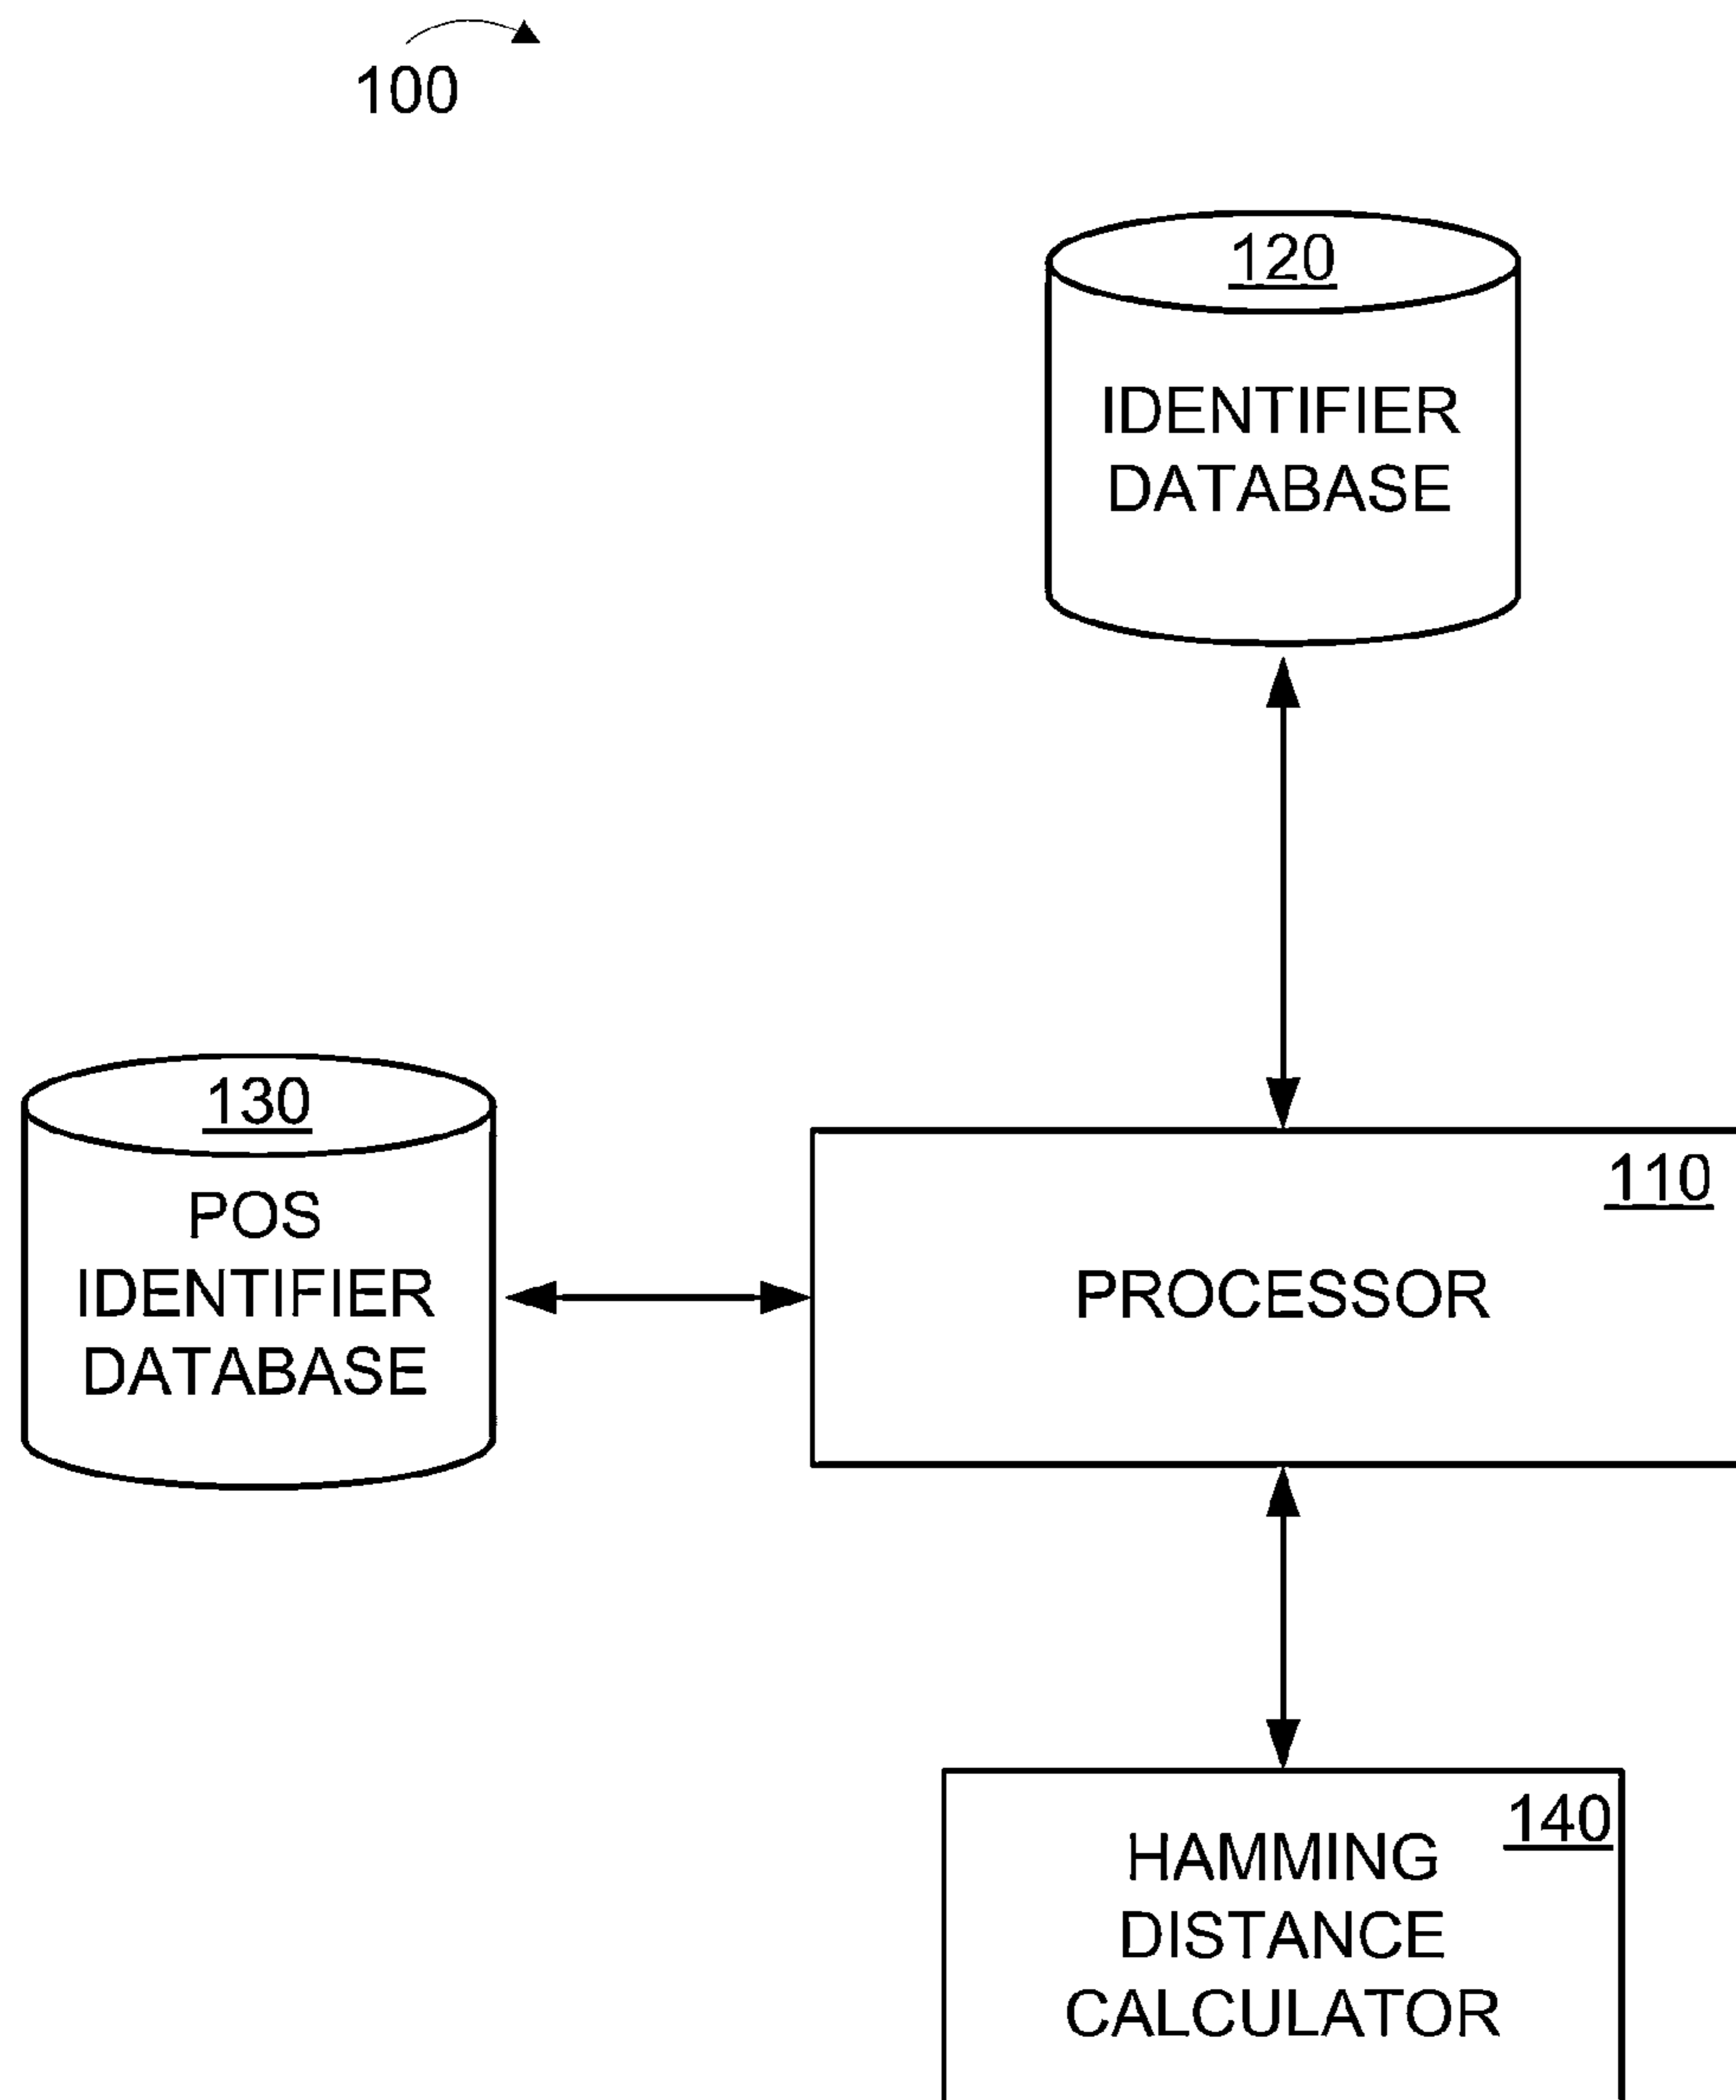 100
120
IDENTIFIER
DATABASE
130
POS
IDENTIFIER
DATABASE
110
PROCESSOR
140
HAMMING
DISTANCE
CALCULATOR